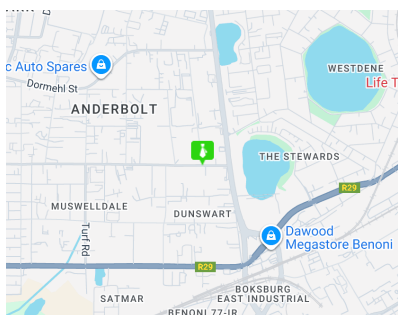 WESTDENE
c Auto Spares
Life T
Dormehl St
ANDERBOLT
THE STEWARDS
R29
MUSWELLDALE
DUNSWART
Turf Rd
Dawood
Megastore Benoni
R29
BOKSBURG
EAST INDUSTRIAL
SATMAR
BENONI 77-IR